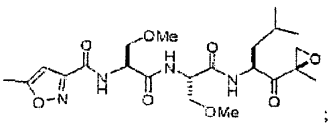 OMe
O H O
N O
N N
H H
O N O OMe O ;